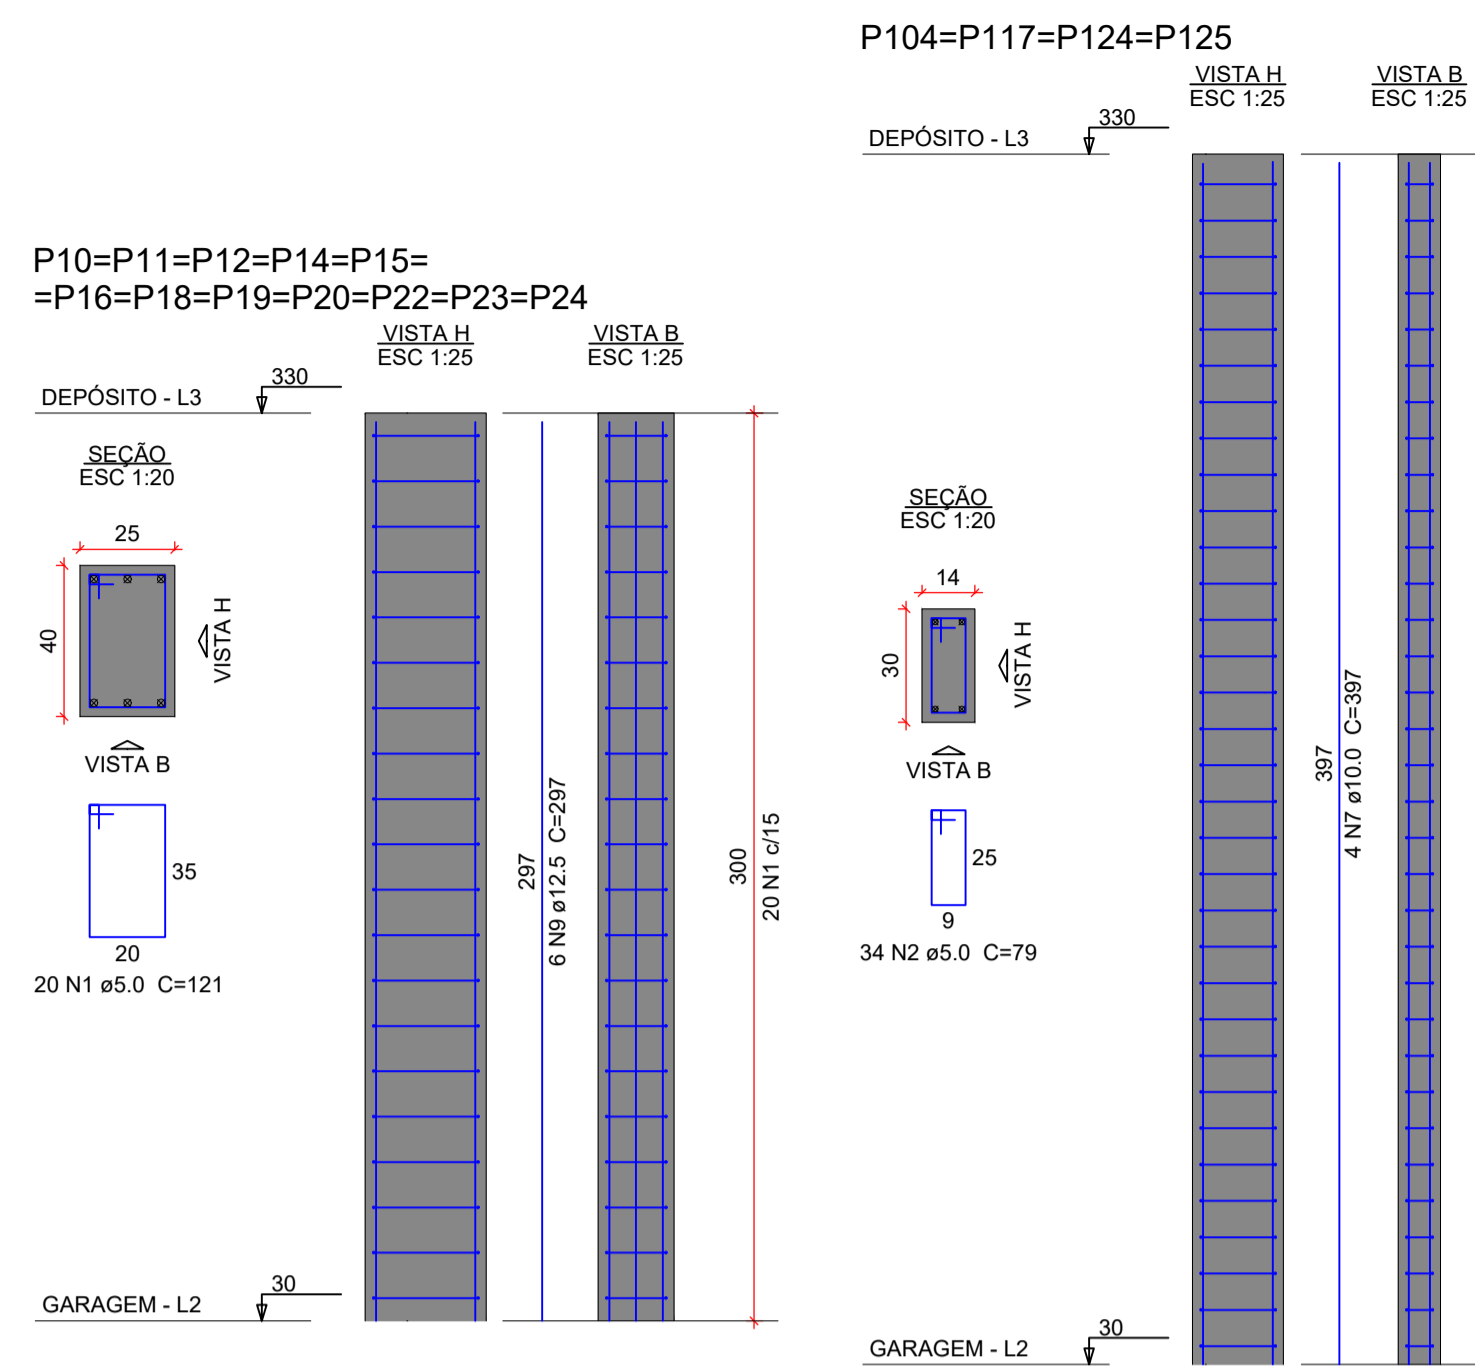 P104=P117=P124=P125
VISTA H
ESC 1:25
VISTA B
ESC 1:25
DEPÓSITO - L3
330
SEÇÃO
ESC 1:20
14
30
VISTA H
VISTA B
25
9
34 N2 ø5.0 C=79
397
4 N7 ø10.0 C=397
GARAGEM - L2
30
P10=P11=P12=P14=P15=
=P16=P18=P19=P20=P22=P23=P24
VISTA H
ESC 1:25
VISTA B
ESC 1:25
DEPÓSITO - L3
330
SEÇÃO
ESC 1:20
25
40
VISTA H
VISTA B
35
20
20 N1 ø5.0 C=121
297
6 N9 ø12.5 C=297
300
20 N1 c/15
GARAGEM - L2
30